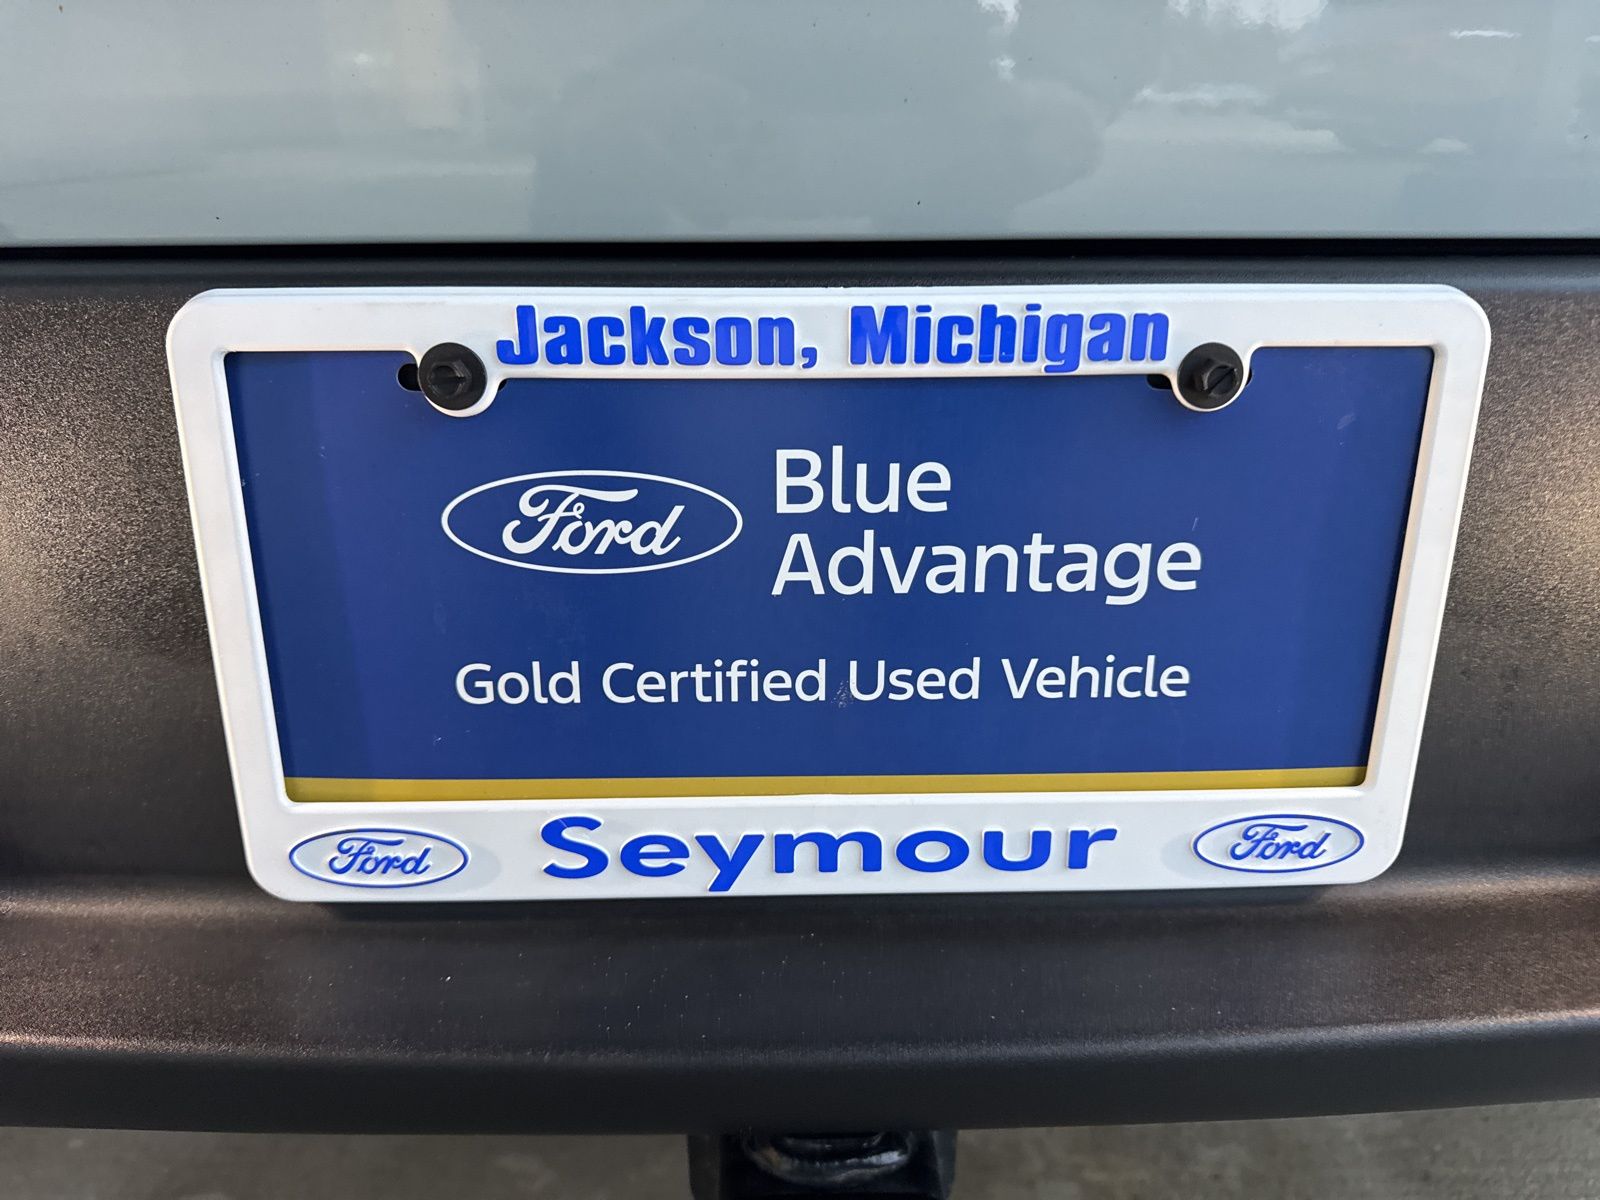 Jackson, Michigan
Ford
Blue
Advantage
Gold Certified Used Vehicle
Ford
Seymour
Ford